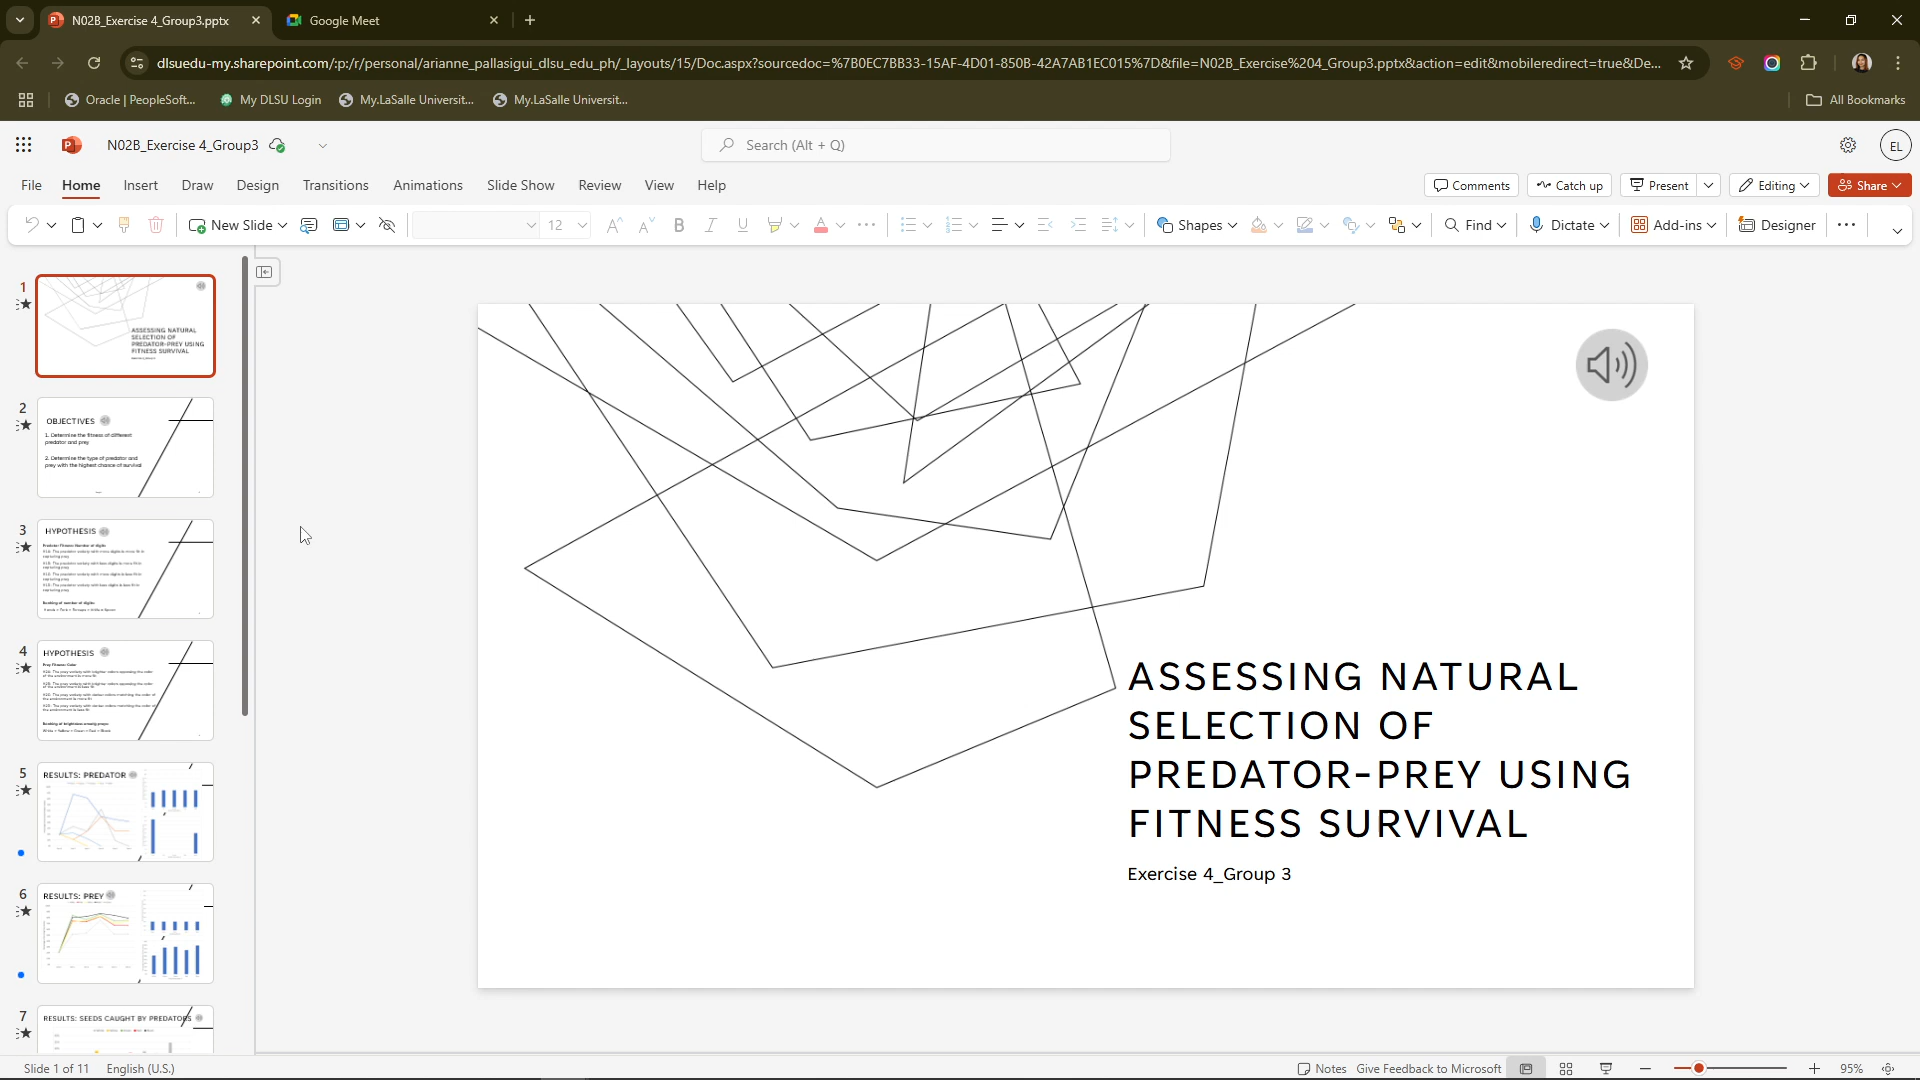 N02B_Exercise 4_Group3.pptx
Google Meet
dlsuedu-my.sharepoint.com/:p:/r/personal/arianne_pallasigui_dlsu_edu_ph/_layouts/15/Doc.aspx?sourcedoc=%7B0EC7BB33-15AF-4D01-850B-42A7AB1EC015%7D&file=N02B_Exercise%204_Group3.pptx&action=edit&mobileredirect=true&De...
Oracle | PeopleSoft...
My DLSU Login
My.LaSalle Universit...
My.LaSalle Universit...
All Bookmarks
N02B_Exercise 4_Group3
Search (Alt + Q)
EL
File Home Insert Draw Design Transitions Animations Slide Show Review View Help
Comments Catch up Present Editing Share
New Slide 12 Shapes Find Dictate Add-ins Designer
1
ASSESSING NATURAL
SELECTION OF
PREDATOR-PREY USING
FITNESS SURVIVAL
2
OBJECTIVES
1. Determine the fitness of different
predator and prey
2. Determine the type of predator and
prey with the highest chance of survival
3
HYPOTHESIS
4
HYPOTHESIS
5
RESULTS: PREDATOR
6
RESULTS: PREY
7
RESULTS: SEEDS CAUGHT BY PREDATORS
ASSESSING NATURAL
SELECTION OF
PREDATOR-PREY USING
FITNESS SURVIVAL
Exercise 4_Group 3
Slide 1 of 11 English (U.S.)
Notes Give Feedback to Microsoft 95%